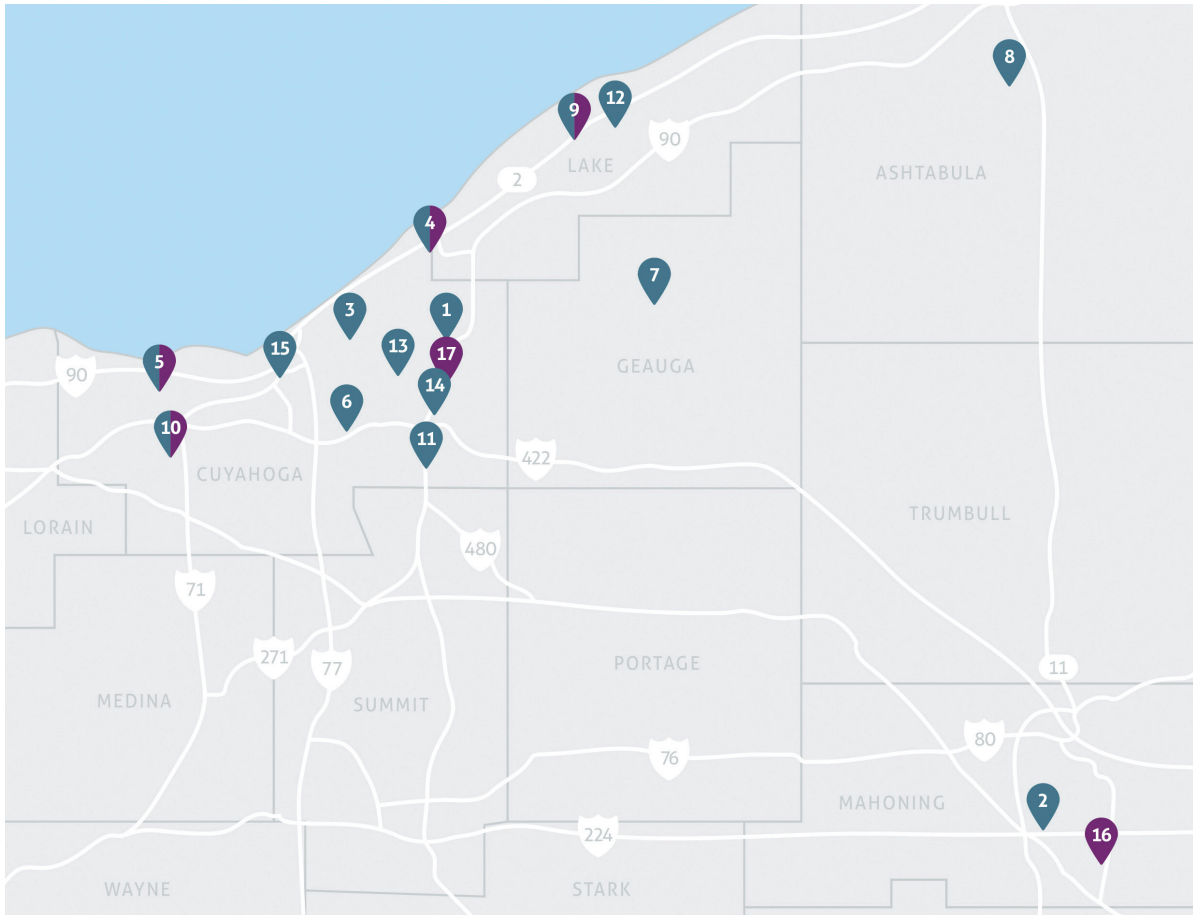 8
12
9
90
LAKE
ASHTABULA
2
4
7
3
1
13
15
17
5
GEAUGA
90
14
6
10
11
422
CUYAHOGA
TRUMBULL
LORAIN
480
71
271
77
PORTAGE
11
MEDINA
SUMMIT
80
76
2
MAHONING
224
16
WAYNE
STARK